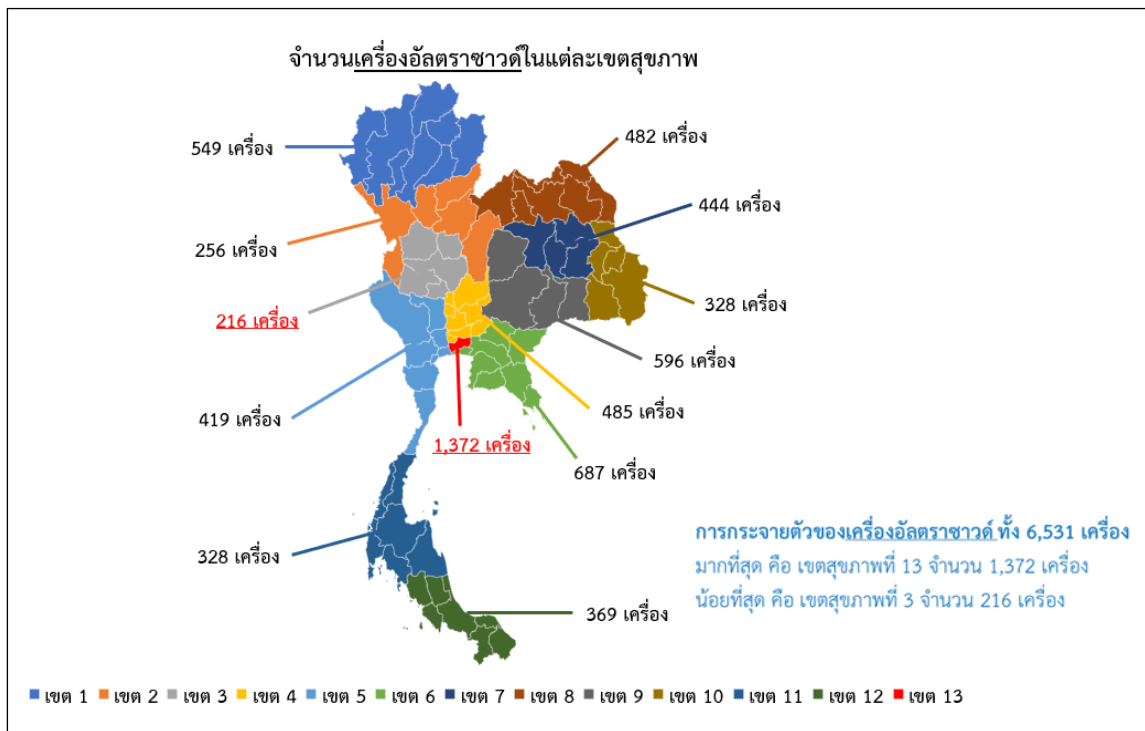 จำนวนเครื่องอัลตราซาวด์ในแต่ละเขตสุขภาพ
482 เครื่อง
549 เครื่อง
444 เครื่อง
256 เครื่อง
328 เครื่อง
216 เครื่อง
596 เครื่อง
485 เครื่อง
419 เครื่อง
1,372 เครื่อง
687 เครื่อง
การกระจายตัวของเครื่องอัลตราซาวด์ ทั้ง 6,531 เครื่อง
328 เครื่อง
มากที่สุด คือ เขตสุขภาพที่ 13 จำนวน 1,372 เครื่อง
น้อยที่สุด คือ เขตสุขภาพที่ 3 จำนวน 216 เครื่อง
369 เครื่อง
เขต 1 เขต 2 เขต 3 เขต 4 เขต 5 เขต 6 เขต 7 เขต 8 เขต 9 เขต 10 เขต 11 เขต 12 เขต 13